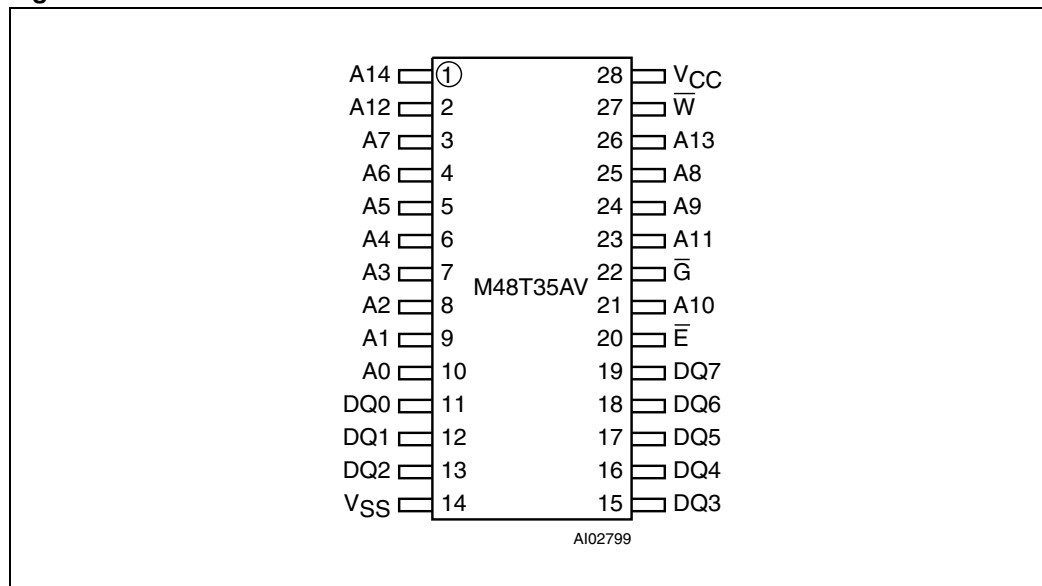 A14 1 28 VCC
A12 2 27 W̅
A7 3 26 A13
A6 4 25 A8
A5 5 24 A9
A4 6 23 A11
A3 7 22 G̅
M48T35AV
A2 8 21 A10
A1 9 20 E̅
A0 10 19 DQ7
DQ0 11 18 DQ6
DQ1 12 17 DQ5
DQ2 13 16 DQ4
VSS 14 15 DQ3
AI02799